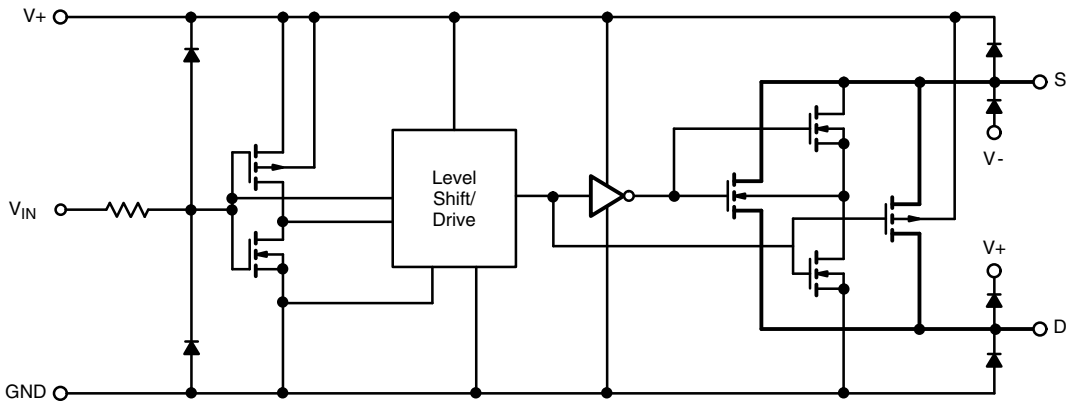 V+
S
V-
Level
Shift/
Drive
VIN
V+
D
GND